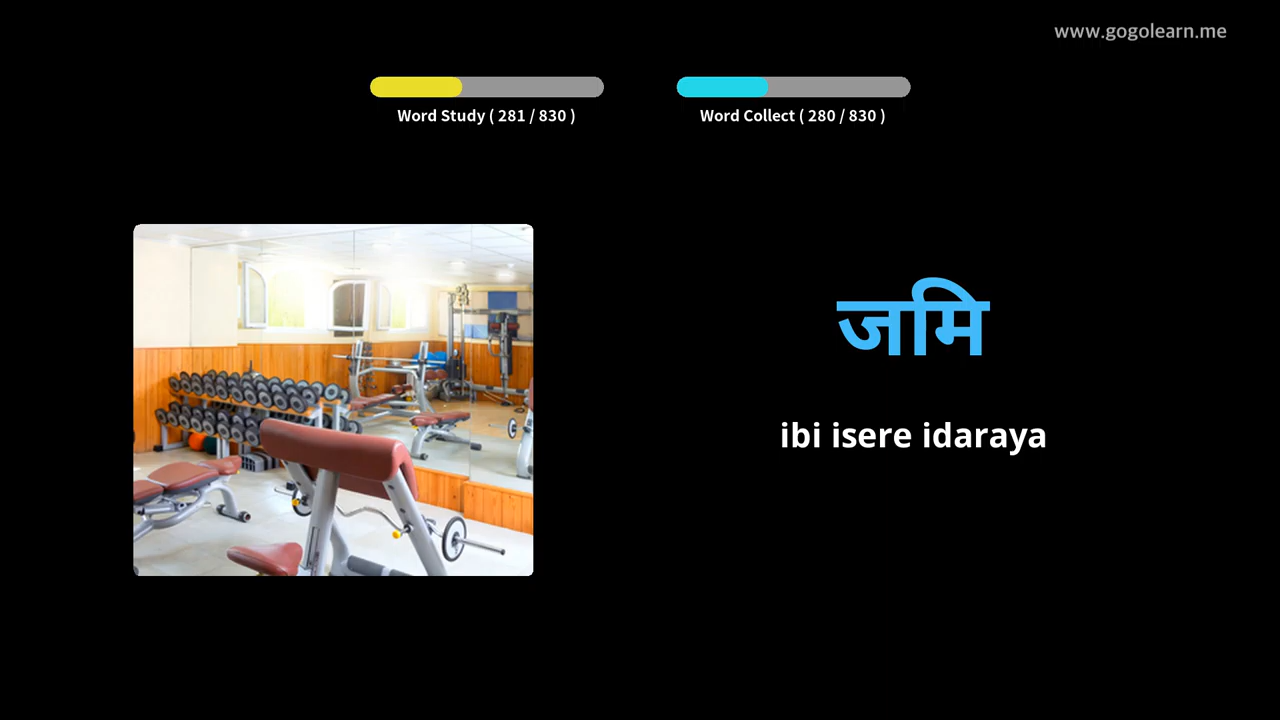 www.gogolearn.me
Word Study ( 281 / 830 )
Word Collect ( 280 / 830 )
जमि
ibi isere idaraya